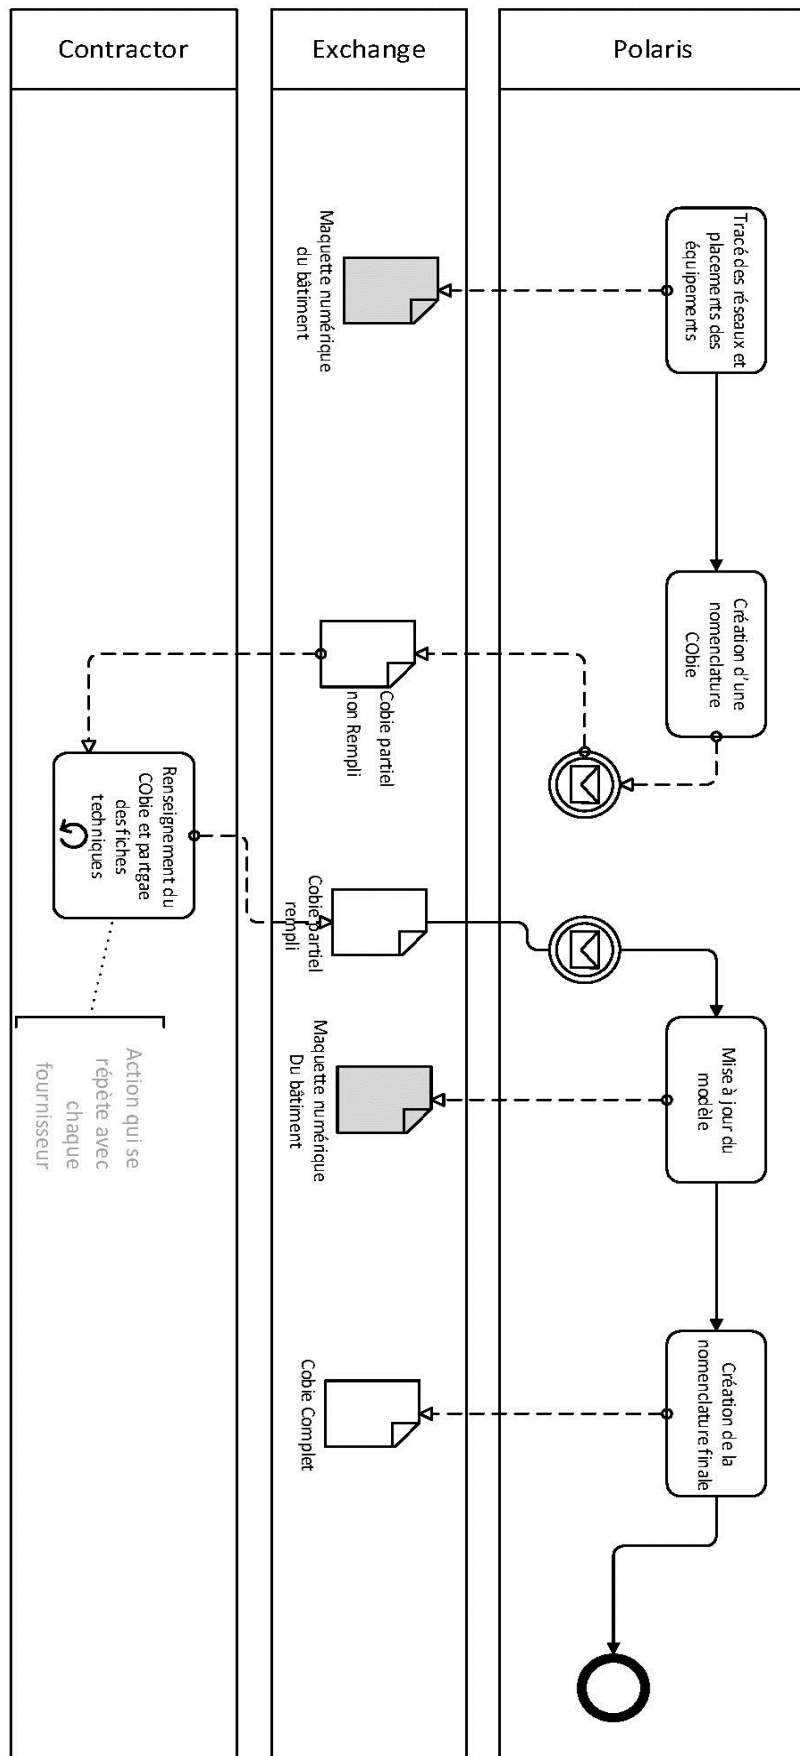 Contractor
Exchange
Polaris
Tracé des réseaux et
placements des
équipements
Maquette numérique
du bâtiment
Création d'une
nomenclature
CObie
Cobie partiel
non Rempli
Renseignement du
CObie et partgae
des fiches
techniques
Cobie partiel
rempli
Action qui se
répète avec
chaque
fournisseur
Mise à jour du
modèle
Maquette numérique
Du bâtiment
Création de la
nomenclature finale
Cobie Complet